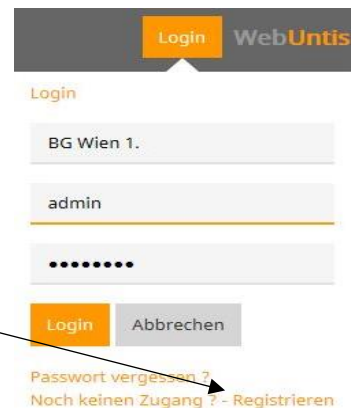 Login WebUntis
Login
BG Wien 1.
admin
••••••••
Login Abbrechen
Passwort vergessen ?
Noch keinen Zugang ? - Registrieren